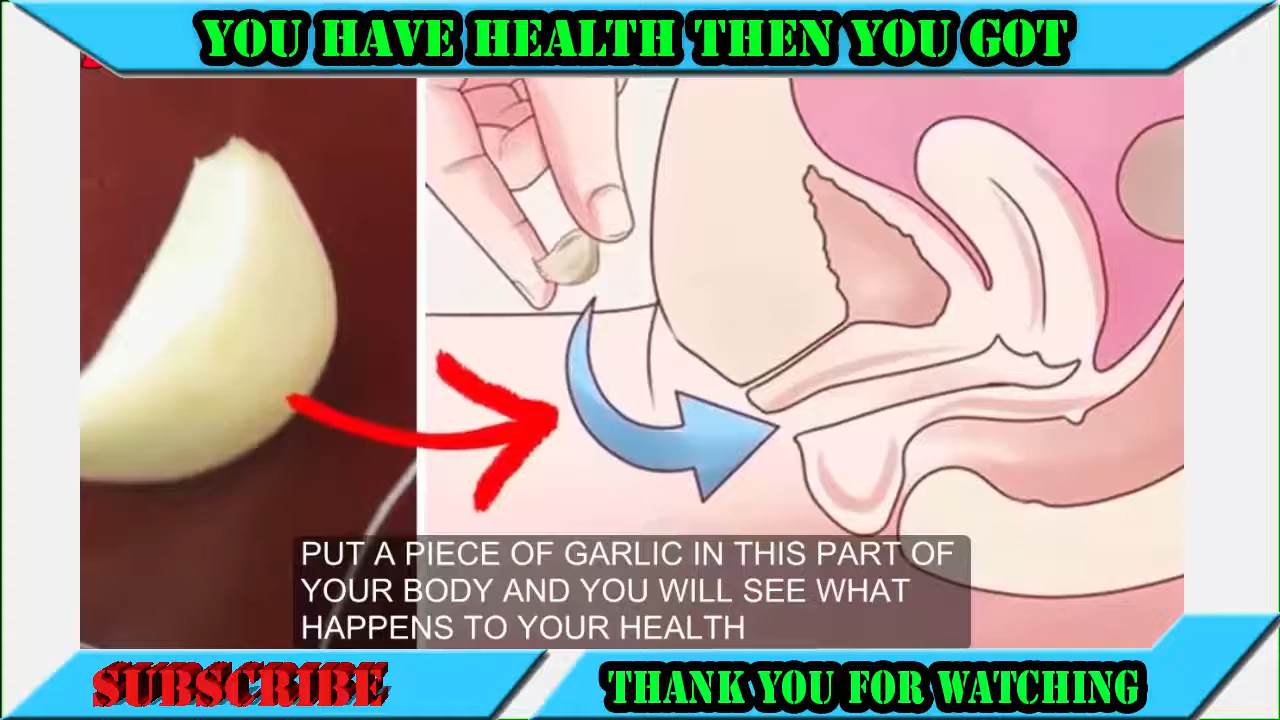 YOU HAVE HEALTH THEN YOU GOT
PUT A PIECE OF GARLIC IN THIS PART OF
YOUR BODY AND YOU WILL SEE WHAT
HAPPENS TO YOUR HEALTH
SUBSCRIBE
THANK YOU FOR WATCHING